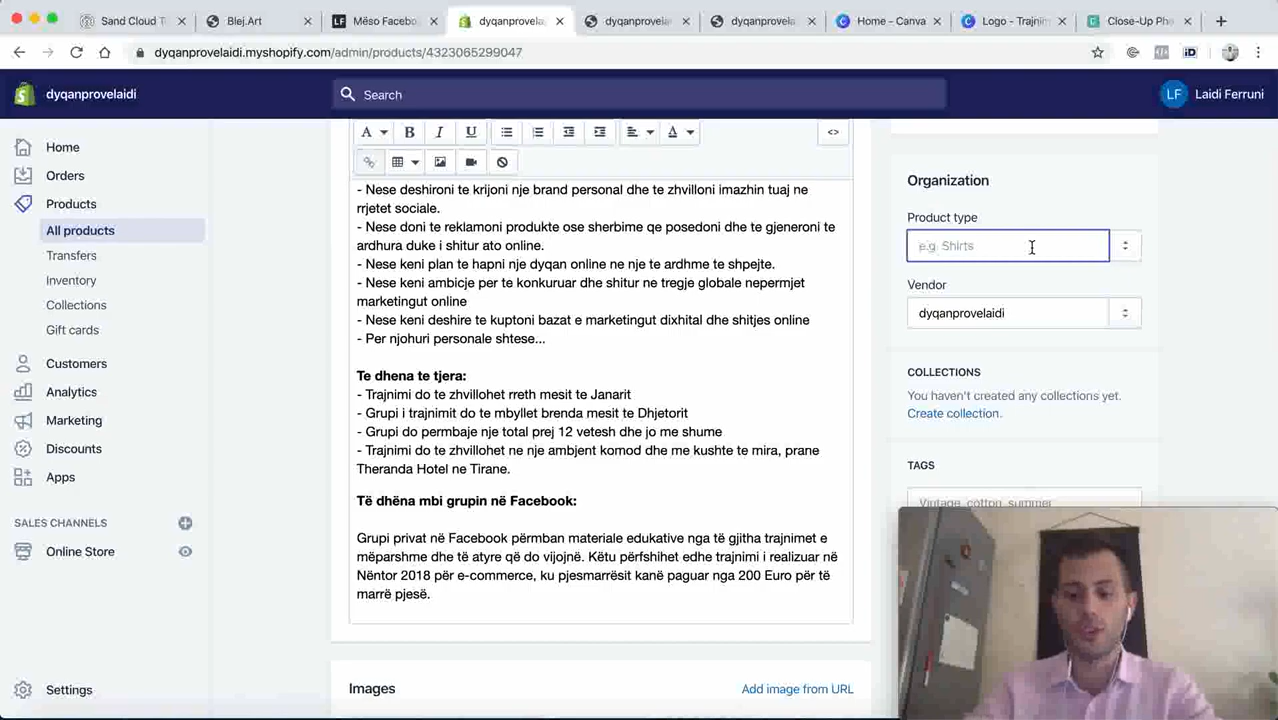 Sand Cloud T
Blej.Art
Mëso Facebo
dyqanprovela
dyqanprovela
dyqanprovela
Home - Canva
Logo - Trajnim
Close-Up Ph
dyqanprovelaidi.myshopify.com/admin/products/4323065299047
dyqanprovelaidi
Search
LF
Laidi Ferruni
Home
Orders
Products
All products
Transfers
Inventory
Collections
Gift cards
Customers
Analytics
Marketing
Discounts
Apps
SALES CHANNELS
Online Store
Settings
A B I U A <>
- Nese deshironi te krijoni nje brand personal dhe te zhvilloni imazhin tuaj ne
rrjetet sociale.
- Nese doni te reklamoni produkte ose sherbime qe posedoni dhe te gjeneroni te
ardhura duke i shitur ato online.
- Nese keni plan te hapni nje dyqan online ne nje te ardhme te shpejte.
- Nese keni ambicje per te konkuruar dhe shitur ne tregje globale nepermjet
marketingut online
- Nese keni deshire te kuptoni bazat e marketingut dixhital dhe shitjes online
- Per njohuri personale shtese...
Te dhena te tjera:
- Trajnimi do te zhvillohet rreth mesit te Janarit
- Grupi i trajnimit do te mbyllet brenda mesit te Dhjetorit
- Grupi do permbaje nje total prej 12 vetesh dhe jo me shume
- Trajnimi do te zhvillohet ne nje ambjent komod dhe me kushte te mira, prane
Theranda Hotel ne Tirane.
Të dhëna mbi grupin në Facebook:
Grupi privat në Facebook përmban materiale edukative nga të gjitha trajnimet e
mëparshme dhe të atyre që do vijojnë. Këtu përfshihet edhe trajnimi i realizuar në
Nëntor 2018 për e-commerce, ku pjesmarrësit kanë paguar nga 200 Euro për të
marrë pjesë.
Images
Add image from URL
Organization
Product type
e.g. Shirts
Vendor
dyqanprovelaidi
COLLECTIONS
You haven't created any collections yet.
Create collection.
TAGS
Vintage, cotton, summer